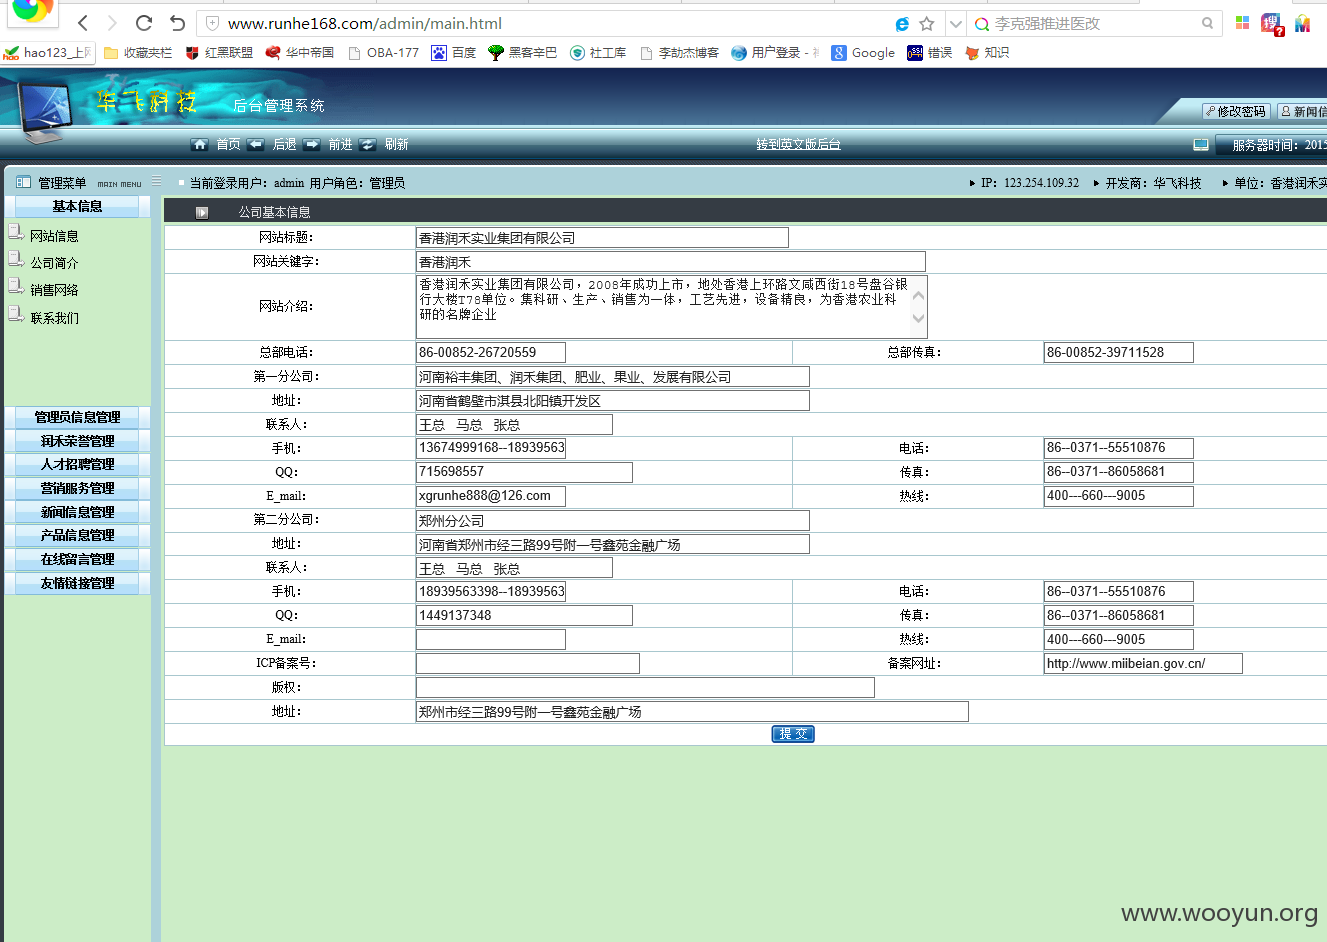 www.runhe168.com/admin/main.html
李克强推进医改
hao123_上网 收藏夹栏 红黑联盟 华中帝国 OBA-177 百度 黑客辛巴 社工库 李劼杰博客 用户登录 - Google 错误 知识
华飞科技 后台管理系统
修改密码 新闻信
首页 后退 前进 刷新 转到英文版后台 服务器时间：2015
管理菜单 MAIN MENU 当前登录用户：admin 用户角色：管理员 IP：123.254.109.32 开发商：华飞科技 单位：香港润禾实
基本信息
网站信息
公司简介
销售网络
联系我们
管理员信息管理
润禾荣誉管理
人才招聘管理
营销服务管理
新闻信息管理
产品信息管理
在线留言管理
友情链接管理
公司基本信息
网站标题： 香港润禾实业集团有限公司
网站关键字： 香港润禾
网站介绍： 香港润禾实业集团有限公司，2008年成功上市，地处香港上环路文咸西街18号盘谷银
行大楼T78单位。集科研、生产、销售为一体，工艺先进，设备精良，为香港农业科
研的名牌企业
总部电话： 86-00852-26720559 总部传真： 86-00852-39711528
第一分公司： 河南裕丰集团、润禾集团、肥业、果业、发展有限公司
地址： 河南省鹤壁市淇县北阳镇开发区
联系人： 王总 马总 张总
手机： 13674999168--18939563 电话： 86--0371--55510876
QQ： 715698557 传真： 86--0371--86058681
E_mail： xgrunhe888@126.com 热线： 400---660---9005
第二分公司： 郑州分公司
地址： 河南省郑州市经三路99号附一号鑫苑金融广场
联系人： 王总 马总 张总
手机： 18939563398--18939563 电话： 86--0371--55510876
QQ： 1449137348 传真： 86--0371--86058681
E_mail： 热线： 400---660---9005
ICP备案号： 备案网址： http://www.miibeian.gov.cn/
版权：
地址： 郑州市经三路99号附一号鑫苑金融广场
提 交
www.wooyun.org